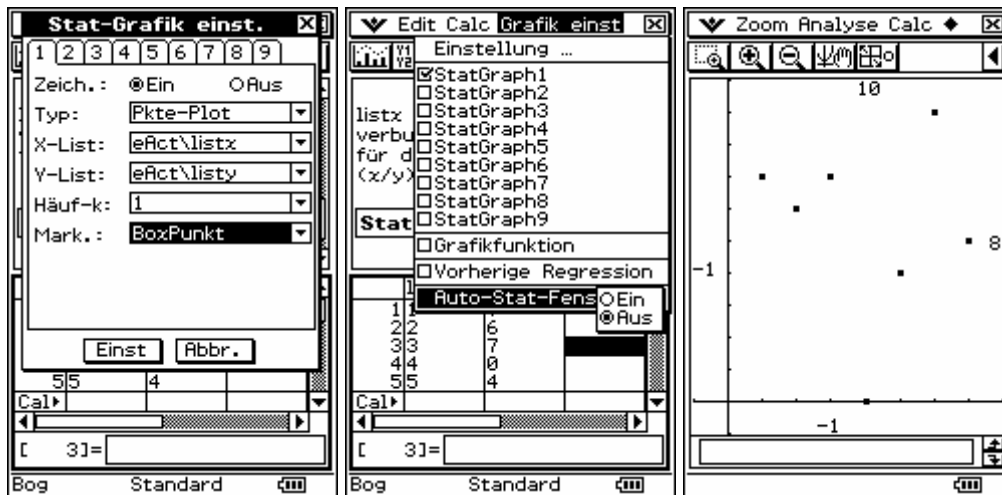 Stat-Grafik einst.
1 2 3 4 5 6 7 8 9
Zeich.: Ein Aus
Typ: Pkte-Plot
X-List: eAct\listx
Y-List: eAct\listy
Häuf-k: 1
Mark.: BoxPunkt
Einst Abbr.
5 5 4
Cal
[ 3]=
Bog Standard
Edit Calc Grafik einst
Einstellung …
StatGraph1
StatGraph2
StatGraph3
StatGraph4
StatGraph5
StatGraph6
StatGraph7
StatGraph8
StatGraph9
Grafikfunktion
Vorherige Regression
Auto-Stat-Fens
Ein
Aus
Y1
Y2
listx
verbu
für d
(x/y)
Stat
1 1
2 2 6
3 3 7
4 4 0
5 5 4
Cal
[ 3]=
Bog Standard
Zoom Analyse Calc
10
8
-1
-1